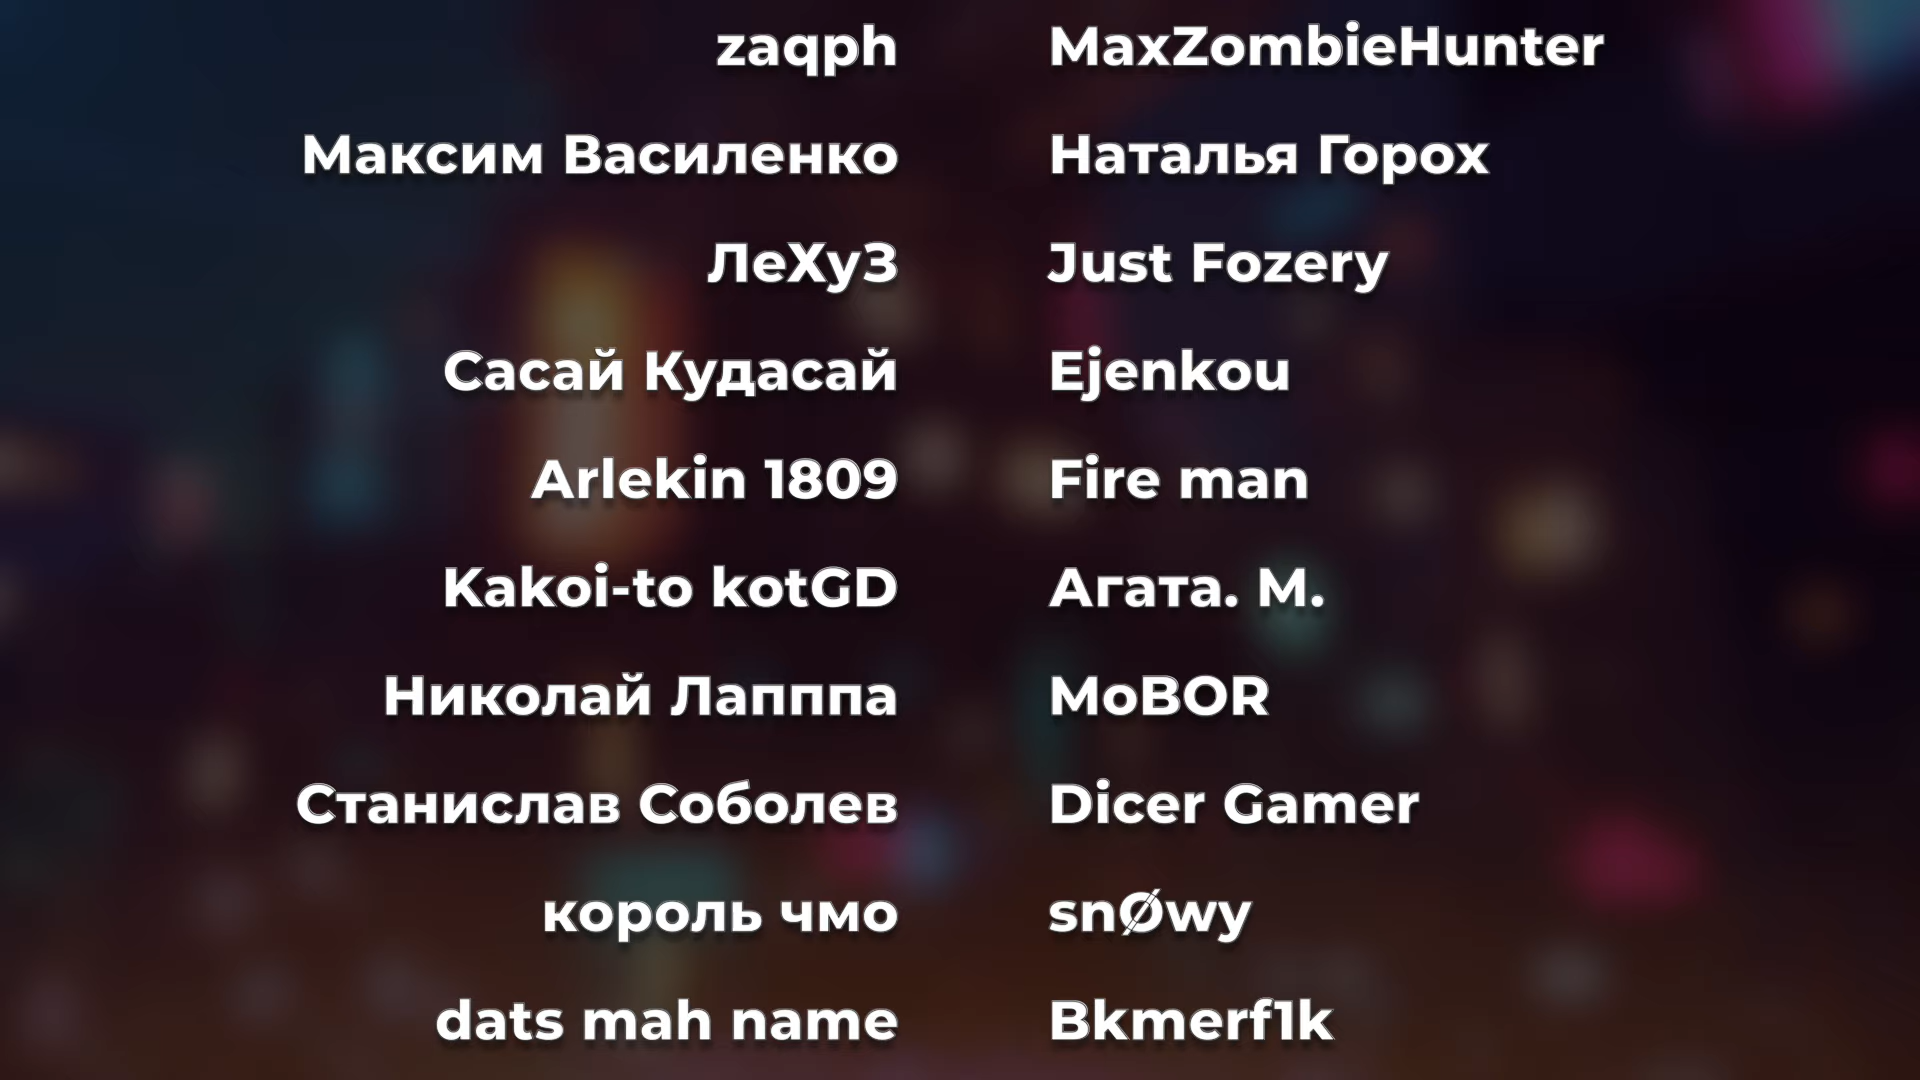 zaqph MaxZombieHunter
Максим Василенко Наталья Горох
ЛеХуЗ Just Fozery
Сасай Кудасай Ejenkou
Arlekin 1809 Fire man
Kakoi-to kotGD Агата. М.
Николай Лапппа MoBOR
Станислав Соболев Dicer Gamer
король чмо snØwy
dats mah name Bkmerf1k